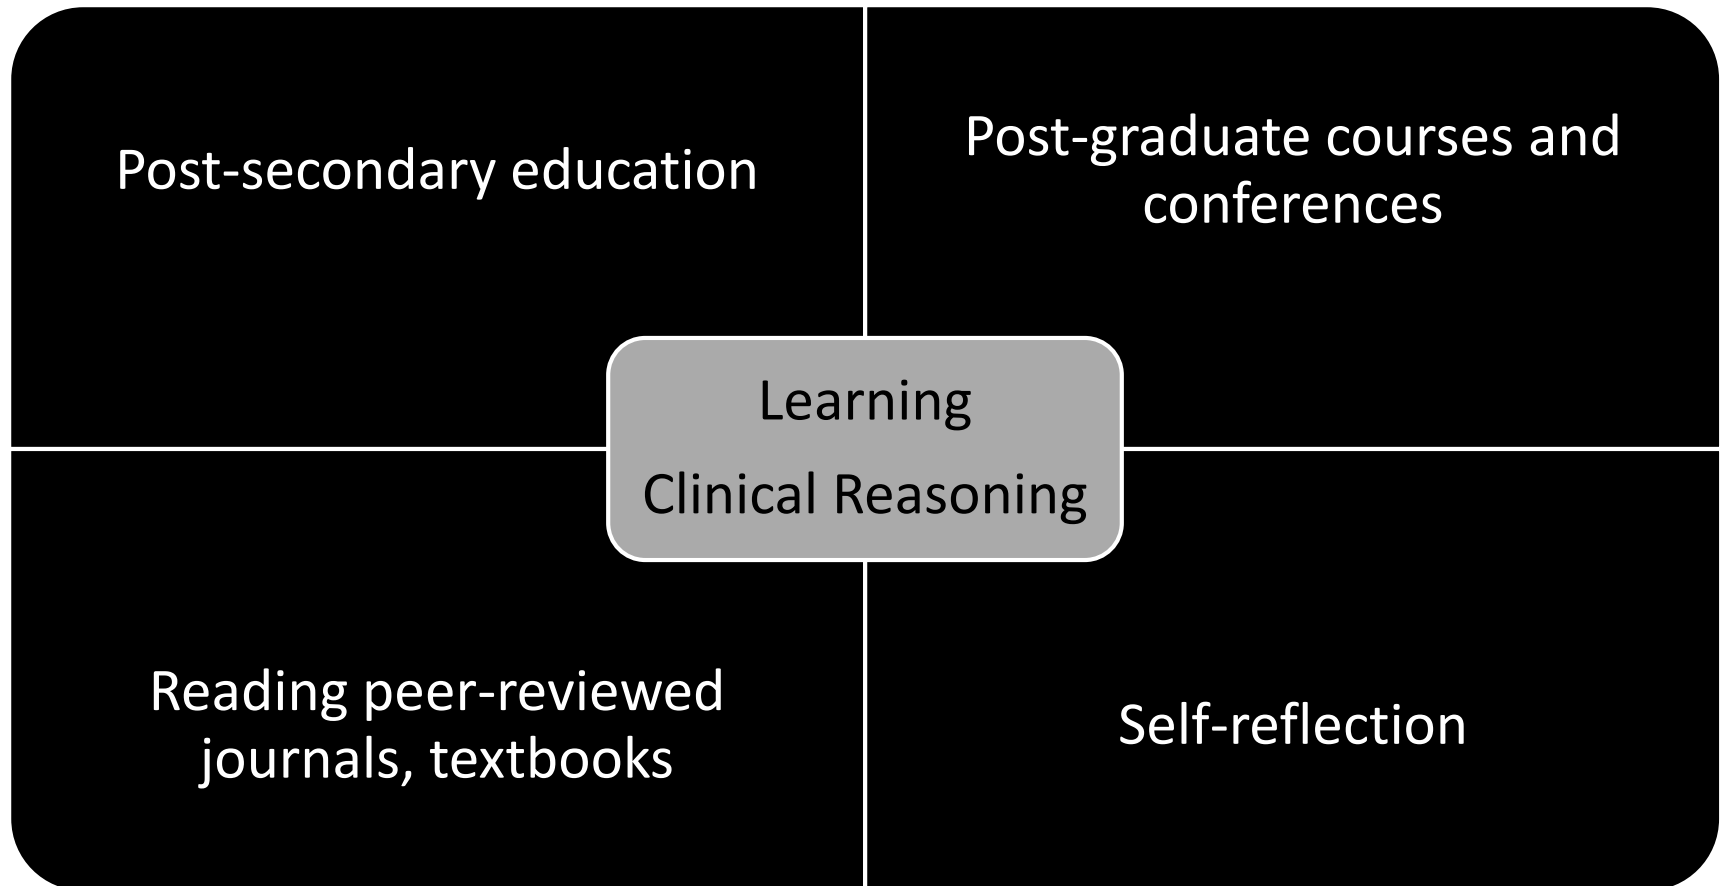 Post-secondary education
Post-graduate courses and
conferences
Learning
Clinical Reasoning
Reading peer-reviewed
journals, textbooks
Self-reflection